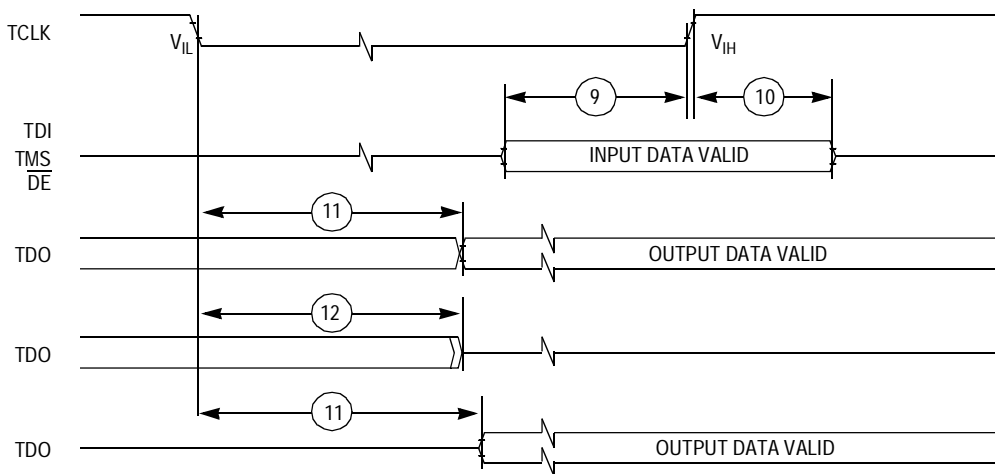 TCLK
VIL
VIH
9
10
TDI
TMS
DE
INPUT DATA VALID
11
TDO
OUTPUT DATA VALID
12
TDO
11
TDO
OUTPUT DATA VALID